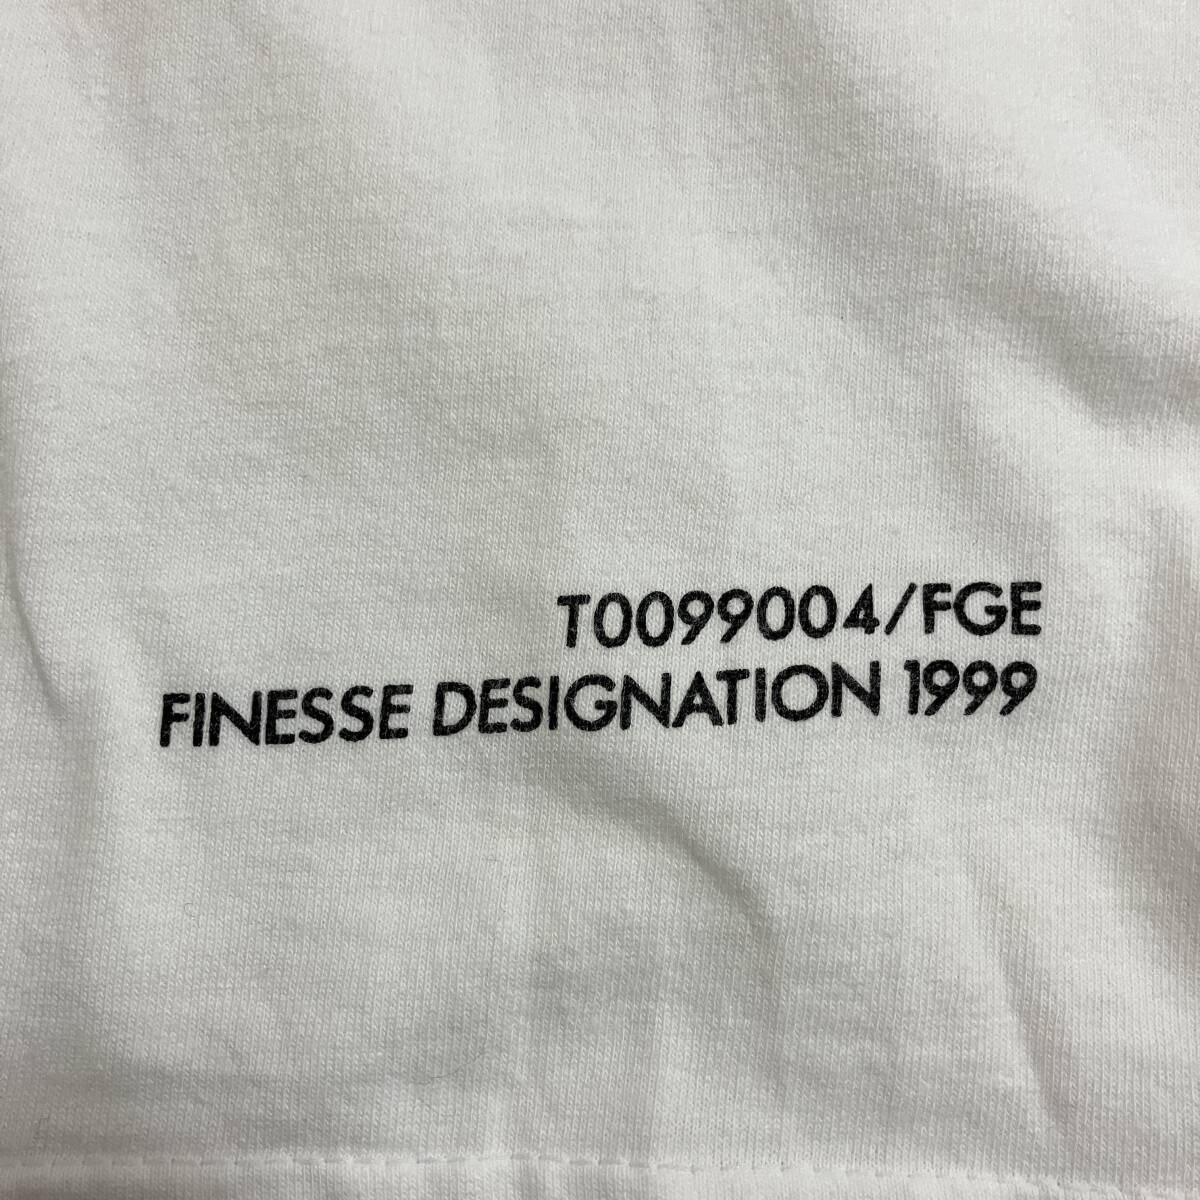 T0099004/FGE
FINESSE DESIGNATION 1999